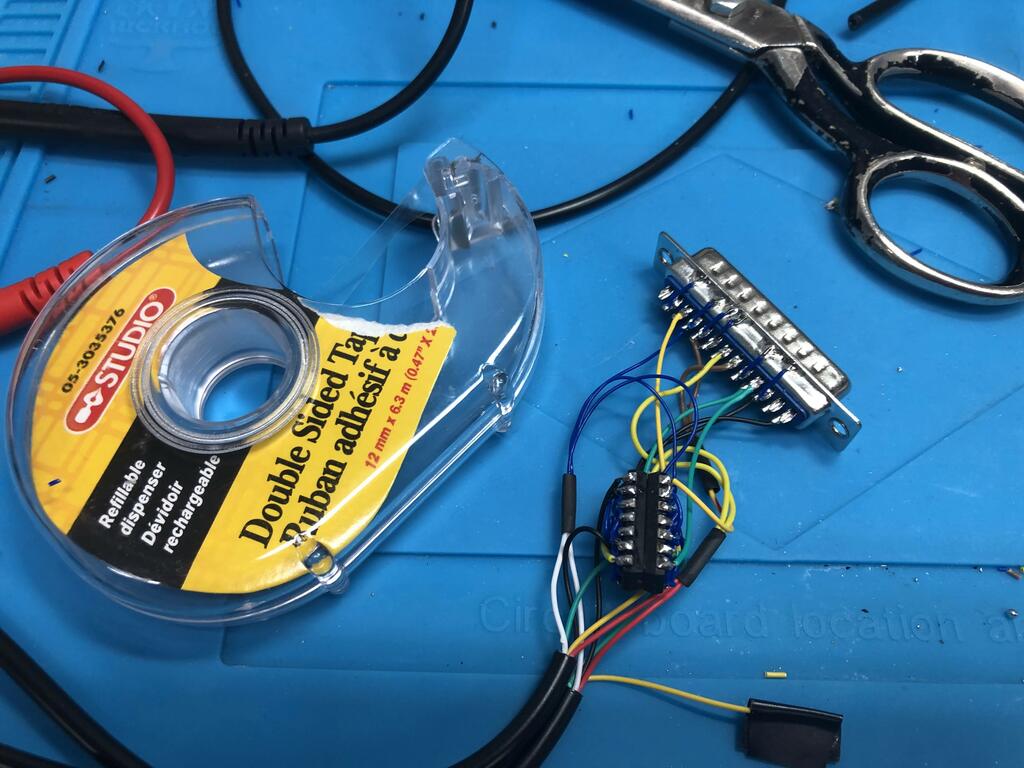 05-3035376
STUDIO®
Refillable
dispenser
Dévidoir
rechargeable
Double Sided Tap
Ruban adhésif à d
12 mm x 6.3 m (0.47" X 2
board location a